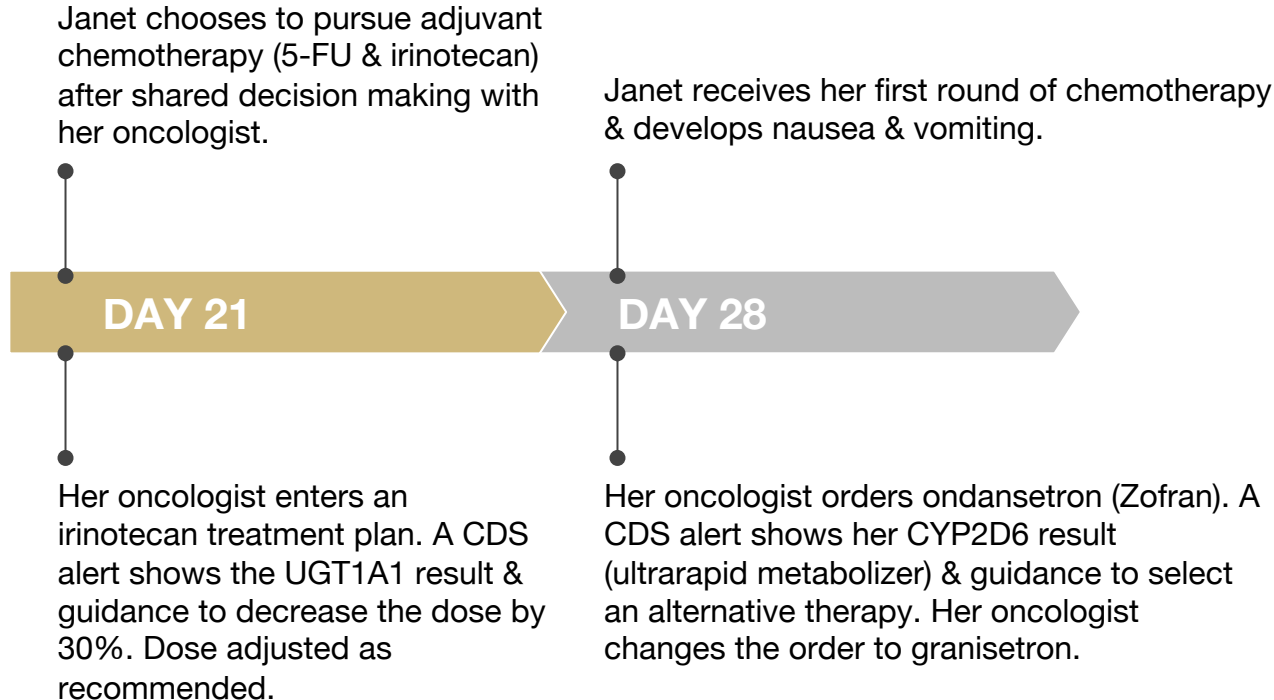 Janet chooses to pursue adjuvant
chemotherapy (5-FU & irinotecan)
after shared decision making with
her oncologist.
Janet receives her first round of chemotherapy
& develops nausea & vomiting.
DAY 21
DAY 28
Her oncologist enters an
irinotecan treatment plan. A CDS
alert shows the UGT1A1 result &
guidance to decrease the dose by
30%. Dose adjusted as
recommended.
Her oncologist orders ondansetron (Zofran). A
CDS alert shows her CYP2D6 result
(ultrarapid metabolizer) & guidance to select
an alternative therapy. Her oncologist
changes the order to granisetron.